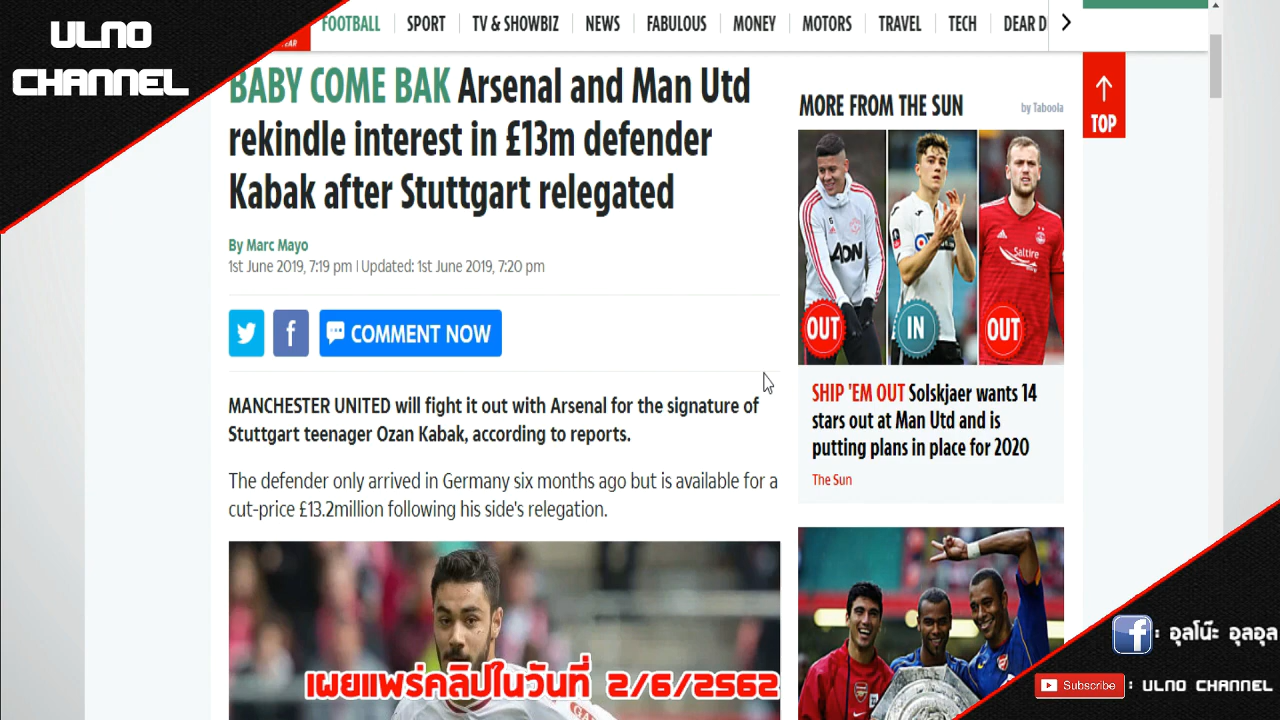 ULNO
CHANNEL
FOOTBALL
SPORT
TV & SHOWBIZ
NEWS
FABULOUS
MONEY
MOTORS
TRAVEL
TECH
DEAR D
BABY COME BAK Arsenal and Man Utd
rekindle interest in £13m defender
Kabak after Stuttgart relegated
By Marc Mayo
1st June 2019, 7:19 pm | Updated: 1st June 2019, 7:20 pm
COMMENT NOW
MANCHESTER UNITED will fight it out with Arsenal for the signature of
Stuttgart teenager Ozan Kabak, according to reports.
The defender only arrived in Germany six months ago but is available for a
cut-price £13.2million following his side's relegation.
เผยแพร่คลิปในวันที่ 2/6/2562
MORE FROM THE SUN
by Taboola
TOP
AON
Saltire
OUT
IN
OUT
SHIP 'EM OUT Solskjaer wants 14
stars out at Man Utd and is
putting plans in place for 2020
The Sun
: อุลโน๊ะ อุลอุล
Subscribe : ULNO CHANNEL